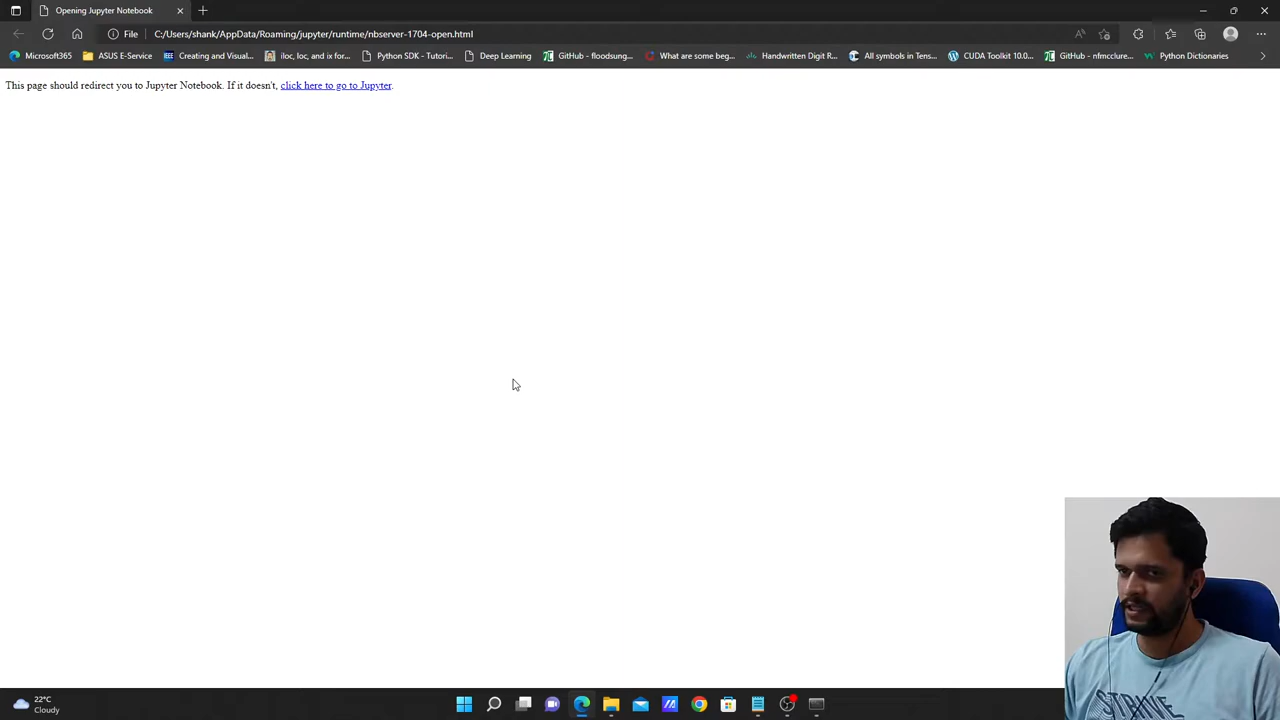 Opening Jupyter Notebook
File C:/Users/shank/AppData/Roaming/jupyter/runtime/nbserver-1704-open.html
Microsoft365 ASUS E-Service Creating and Visual... iloc, loc, and ix for... Python SDK - Tutori... Deep Learning GitHub - floodsung... What are some beg... Handwritten Digit R... All symbols in Tens... CUDA Toolkit 10.0... GitHub - nfmcclure... Python Dictionaries
This page should redirect you to Jupyter Notebook. If it doesn't, click here to go to Jupyter.
22°C
Cloudy